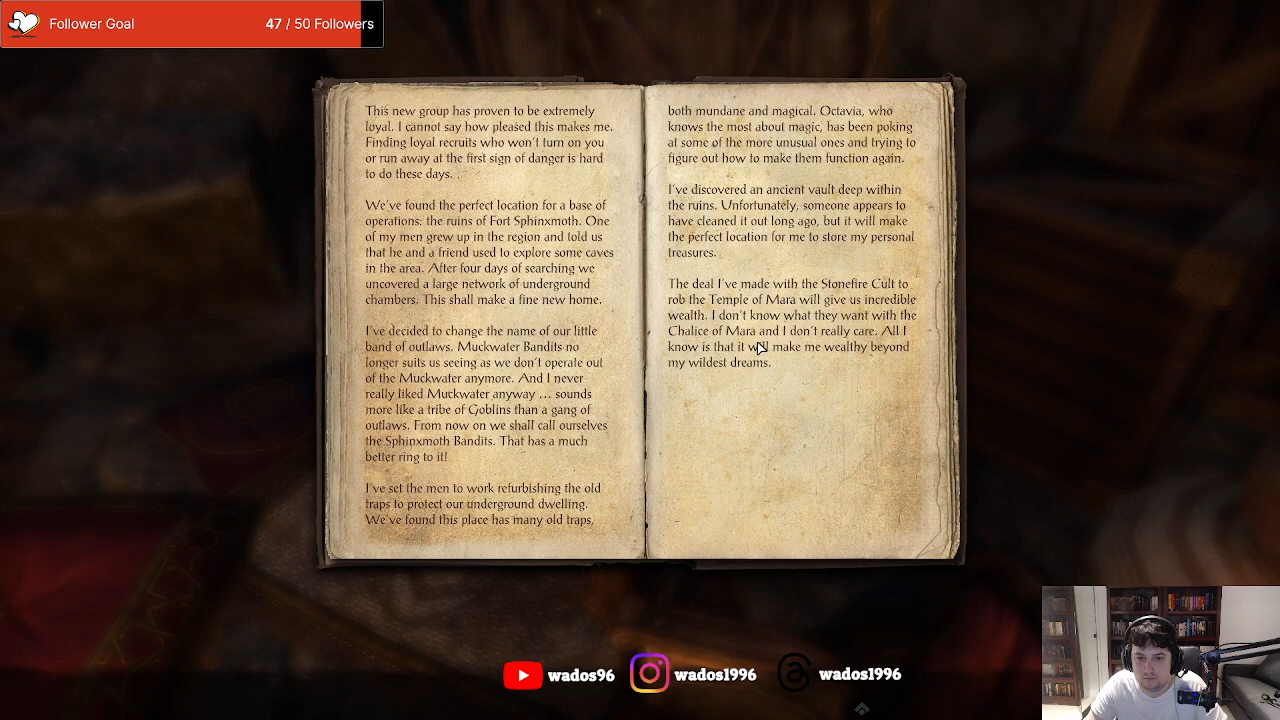 Follower Goal
47 / 50 Followers
This new group has proven to be extremely
loyal. I cannot say how pleased this makes me.
Finding loyal recruits who won't turn on you
or run away at the first sign of danger is hard
to do these days.
We've found the perfect location for a base of
operations: the ruins of Fort Sphinxmoth. One
of my men grew up in the region and told us
that he and a friend used to explore some caves
in the area. After four days of searching we
uncovered a large network of underground
chambers. This shall make a fine new home.
I've decided to change the name of our little
band of outlaws. Muckwater Bandits no
longer suits us seeing as we don't operate out
of the Muckwater anymore. And I never
really liked Muckwater anyway ... sounds
more like a tribe of Goblins than a gang of
outlaws. From now on we shall call ourselves
the Sphinxmoth Bandits. That has a much
better ring to it!
I've set the men to work refurbishing the old
traps to protect our underground dwelling.
We've found this place has many old traps,
both mundane and magical. Octavia, who
knows the most about magic, has been poking
at some of the more unusual ones and trying to
figure out how to make them function again.
I've discovered an ancient vault deep within
the ruins. Unfortunately, someone appears to
have cleaned it out long ago, but it will make
the perfect location for me to store my personal
treasures.
The deal I've made with the Stonefire Cult to
rob the Temple of Mara will give us incredible
wealth. I don't know what they want with the
Chalice of Mara and I don't really care. All I
know is that it will make me wealthy beyond
my wildest dreams.
wados96
wados1996
wados1996